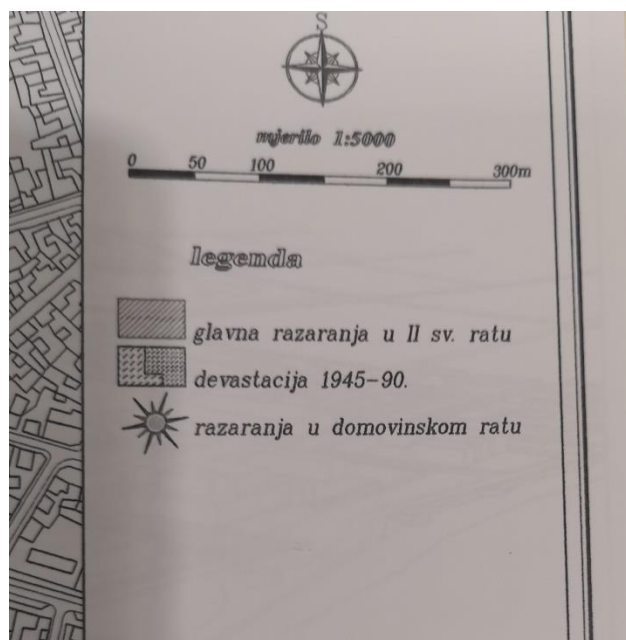 S
mjerilo 1:5000
0 50 100 200 300m
legenda
glavna razaranja u II sv. ratu
devastacija 1945-90.
razaranja u domovinskom ratu